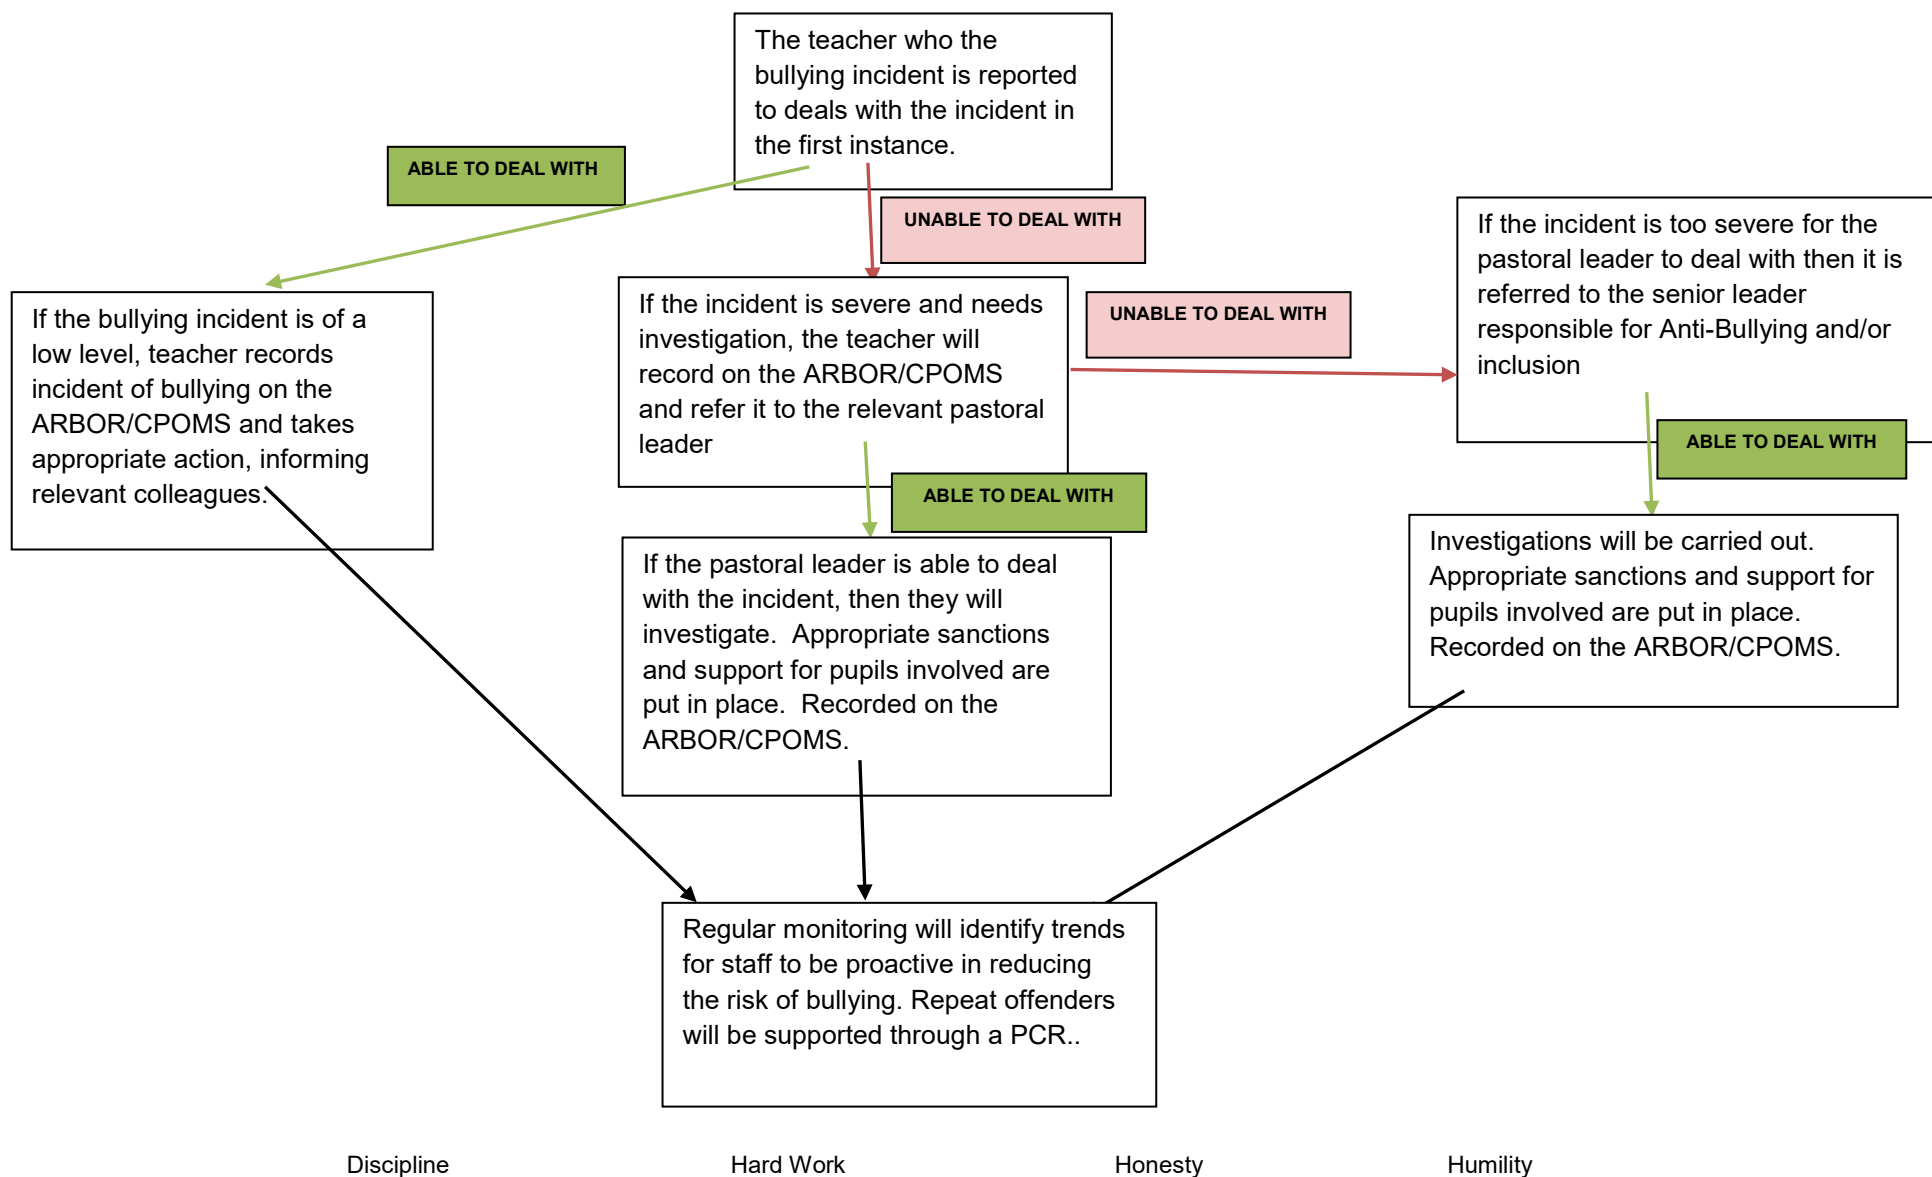 The teacher who the
bullying incident is reported
to deals with the incident in
the first instance.
ABLE TO DEAL WITH
UNABLE TO DEAL WITH
If the bullying incident is of a
low level, teacher records
incident of bullying on the
ARBOR/CPOMS and takes
appropriate action, informing
relevant colleagues.
If the incident is severe and needs
investigation, the teacher will
record on the ARBOR/CPOMS
and refer it to the relevant pastoral
leader
UNABLE TO DEAL WITH
If the incident is too severe for the
pastoral leader to deal with then it is
referred to the senior leader
responsible for Anti-Bullying and/or
inclusion
ABLE TO DEAL WITH
ABLE TO DEAL WITH
If the pastoral leader is able to deal
with the incident, then they will
investigate.  Appropriate sanctions
and support for pupils involved are
put in place.  Recorded on the
ARBOR/CPOMS.
Investigations will be carried out.
Appropriate sanctions and support for
pupils involved are put in place.
Recorded on the ARBOR/CPOMS.
Regular monitoring will identify trends
for staff to be proactive in reducing
the risk of bullying. Repeat offenders
will be supported through a PCR..
Discipline Hard Work Honesty Humility